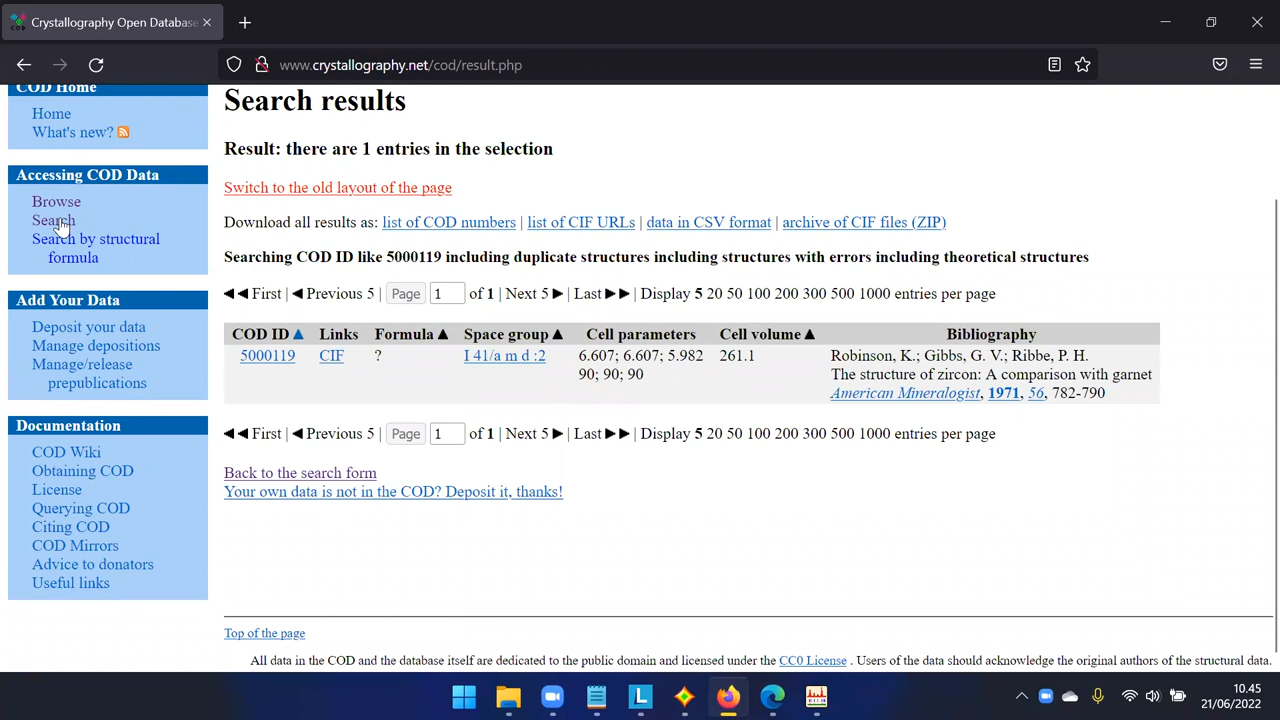 Crystallography Open Database
www.crystallography.net/cod/result.php
COD Home
Home
What's new?
Accessing COD Data
Browse
Search
Search by structural
formula
Add Your Data
Deposit your data
Manage depositions
Manage/release
prepublications
Documentation
COD Wiki
Obtaining COD
License
Querying COD
Citing COD
COD Mirrors
Advice to donators
Useful links
Search results
Result: there are 1 entries in the selection
Switch to the old layout of the page
Download all results as: list of COD numbers | list of CIF URLs | data in CSV format | archive of CIF files (ZIP)
Searching COD ID like 5000119 including duplicate structures including structures with errors including theoretical structures
◀◀ First | ◀ Previous 5 | Page 1 of 1 | Next 5 ▶ | Last ▶▶ | Display 5 20 50 100 200 300 500 1000 entries per page
COD ID ▲ Links Formula ▲ Space group ▲ Cell parameters Cell volume ▲ Bibliography
5000119 CIF ? I 41/a m d :2 6.607; 6.607; 5.982 261.1 Robinson, K.; Gibbs, G. V.; Ribbe, P. H.
90; 90; 90 The structure of zircon: A comparison with garnet
American Mineralogist, 1971, 56, 782-790
◀◀ First | ◀ Previous 5 | Page 1 of 1 | Next 5 ▶ | Last ▶▶ | Display 5 20 50 100 200 300 500 1000 entries per page
Back to the search form
Your own data is not in the COD? Deposit it, thanks!
Top of the page
All data in the COD and the database itself are dedicated to the public domain and licensed under the CC0 License . Users of the data should acknowledge the original authors of the structural data.
L
10.45
21/06/2022